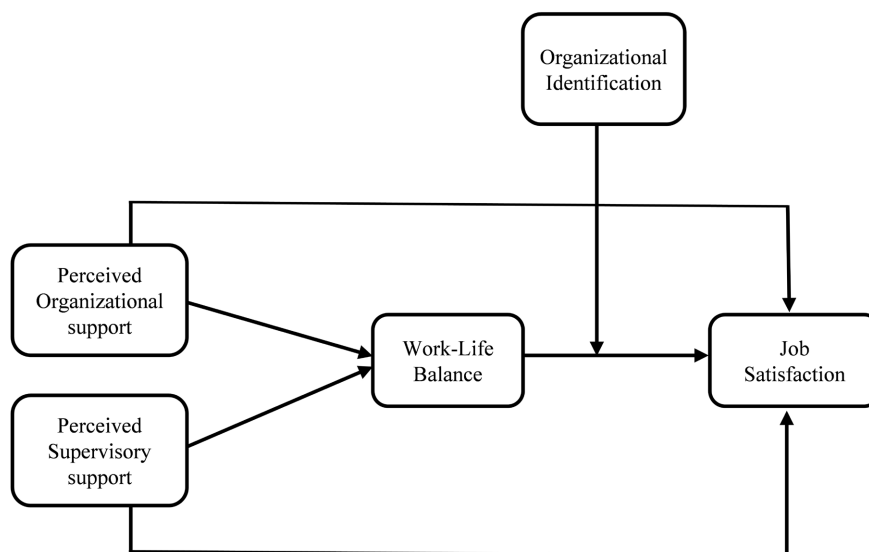 Organizational
Identification
Perceived
Organizational
support
Work-Life
Balance
Job
Satisfaction
Perceived
Supervisory
support